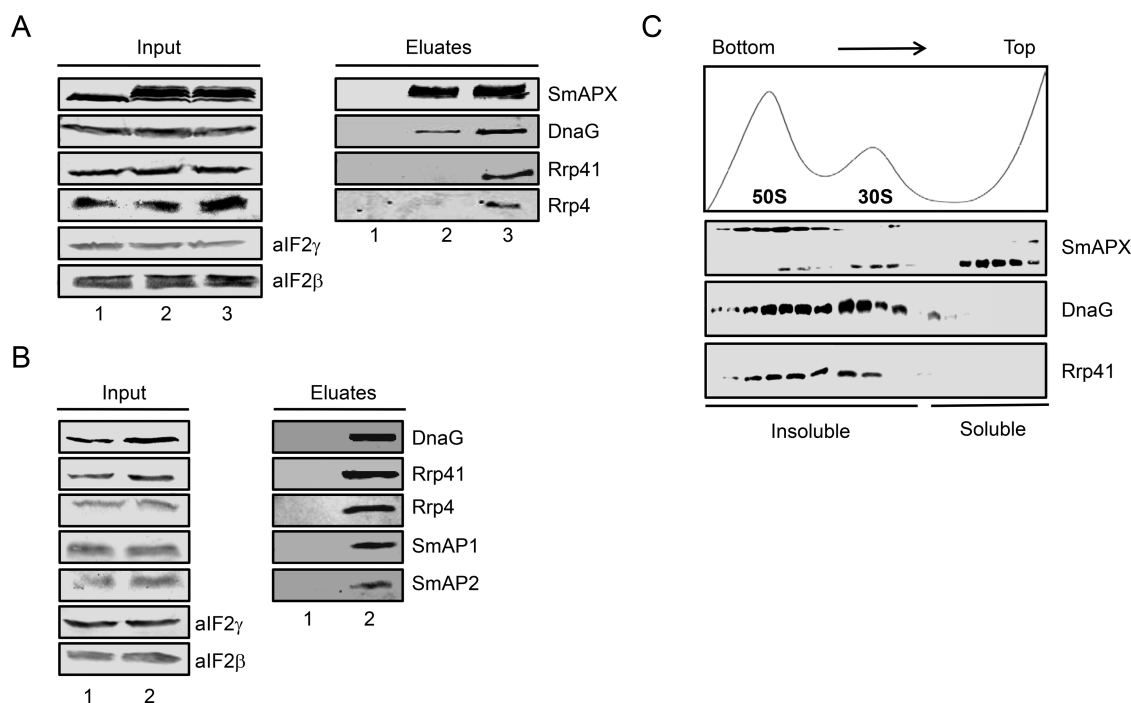 A
Input
Eluates
SmAPX
DnaG
Rrp41
Rrp4
aIF2γ
aIF2β
1 2 3
1 2 3
B
Input
Eluates
DnaG
Rrp41
Rrp4
SmAP1
SmAP2
aIF2γ
aIF2β
1 2
1 2
C
Bottom
Top
50S
30S
SmAPX
DnaG
Rrp41
Insoluble
Soluble